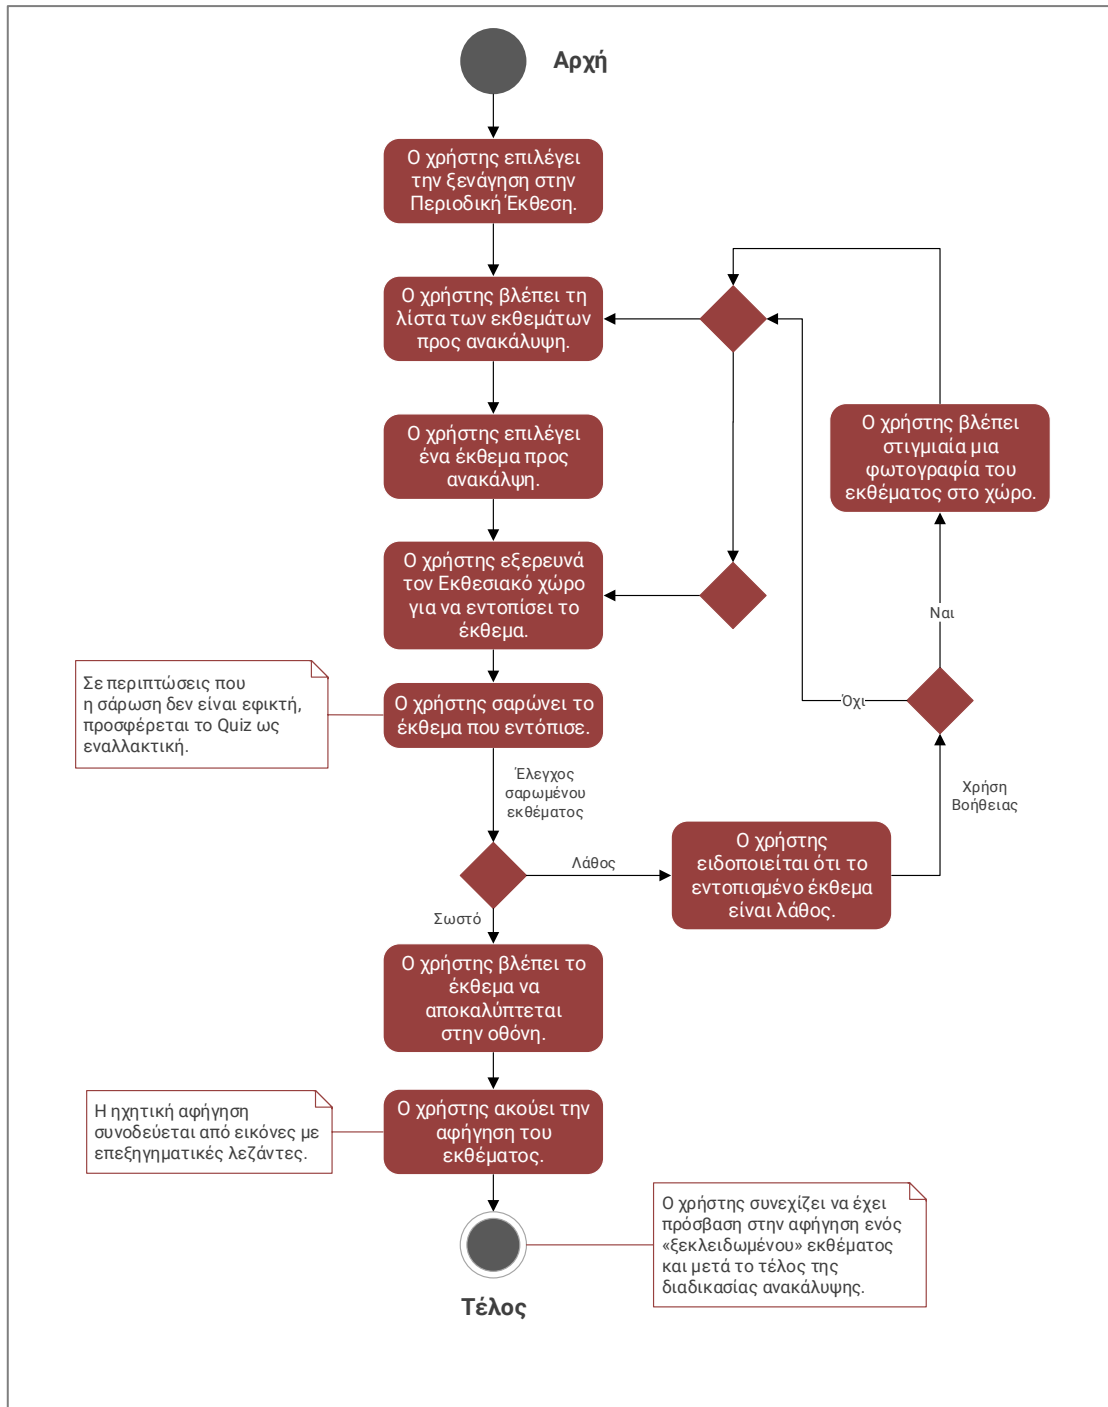 Αρχή
Ο χρήστης επιλέγει
την ξενάγηση στην
Περιοδική Έκθεση.
Ο χρήστης βλέπει τη
λίστα των εκθεμάτων
προς ανακάλυψη.
Ο χρήστης επιλέγει
ένα έκθεμα προς
ανακάλψη.
Ο χρήστης βλέπει
στιγμιαία μια
φωτογραφία του
εκθέματος στο χώρο.
Ο χρήστης εξερευνά
τον Εκθεσιακό χώρο
για να εντοπίσει το
έκθεμα.
Ναι
Σε περιπτώσεις που
η σάρωση δεν είναι εφικτή,
προσφέρεται το Quiz ως
εναλλακτική.
Ο χρήστης σαρώνει το
έκθεμα που εντόπισε.
Όχι
Έλεγχος
σαρωμένου
εκθέματος
Χρήση
Βοήθειας
Λάθος
Ο χρήστης
ειδοποιείται ότι το
εντοπισμένο έκθεμα
είναι λάθος.
Σωστό
Ο χρήστης βλέπει το
έκθεμα να
αποκαλύπτεται
στην οθόνη.
Η ηχητική αφήγηση
συνοδεύεται από εικόνες με
επεξηγηματικές λεζάντες.
Ο χρήστης ακούει την
αφήγηση του
εκθέματος.
Ο χρήστης συνεχίζει να έχει
πρόσβαση στην αφήγηση ενός
«ξεκλειδωμένου» εκθέματος
και μετά το τέλος της
διαδικασίας ανακάλυψης.
Τέλος